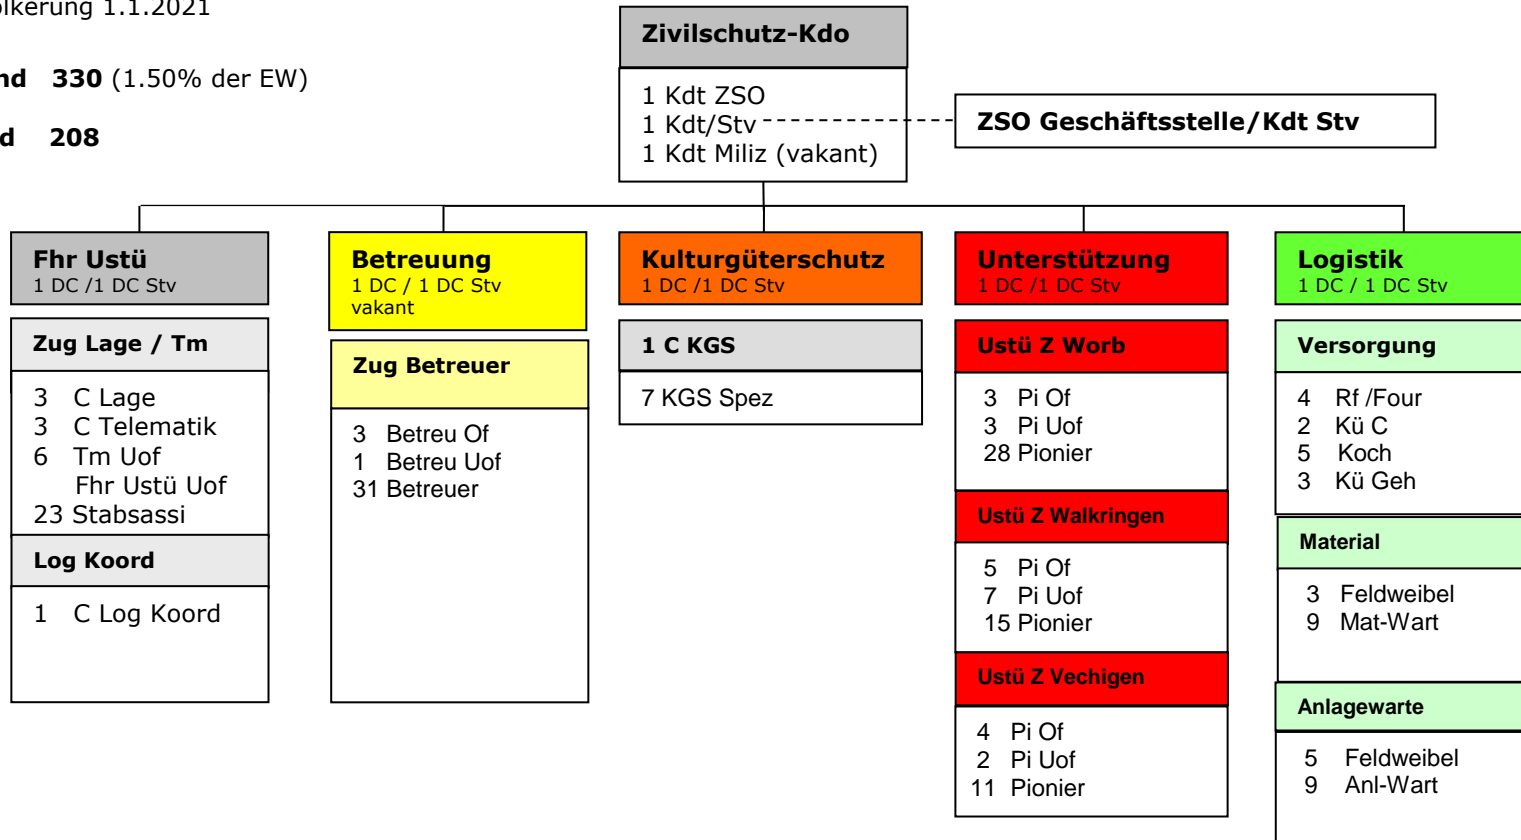 1.1.2021
330 (1.50% der EW)
208
Zivilschutz-Kdo
1 Kdt ZSO
1 Kdt/Stv
1 Kdt Miliz (vakant)
ZSO Geschäftsstelle/Kdt Stv
Fhr Ustü
1 DC /1 DC Stv
Zug Lage / Tm
3 C Lage
3 C Telematik
6 Tm Uof
Fhr Ustü Uof
23 Stabsassi
Log Koord
1 C Log Koord
Betreuung
1 DC / 1 DC Stv
vakant
Zug Betreuer
3 Betreu Of
1 Betreu Uof
31 Betreuer
Kulturgüterschutz
1 DC /1 DC Stv
1 C KGS
7 KGS Spez
Unterstützung
1 DC /1 DC Stv
Ustü Z Worb
3 Pi Of
3 Pi Uof
28 Pionier
Ustü Z Walkringen
5 Pi Of
7 Pi Uof
15 Pionier
Ustü Z Vechigen
4 Pi Of
2 Pi Uof
11 Pionier
Logistik
1 DC / 1 DC Stv
Versorgung
4 Rf /Four
2 Kü C
5 Koch
3 Kü Geh
Material
3 Feldweibel
9 Mat-Wart
Anlagewarte
5 Feldweibel
9 Anl-Wart